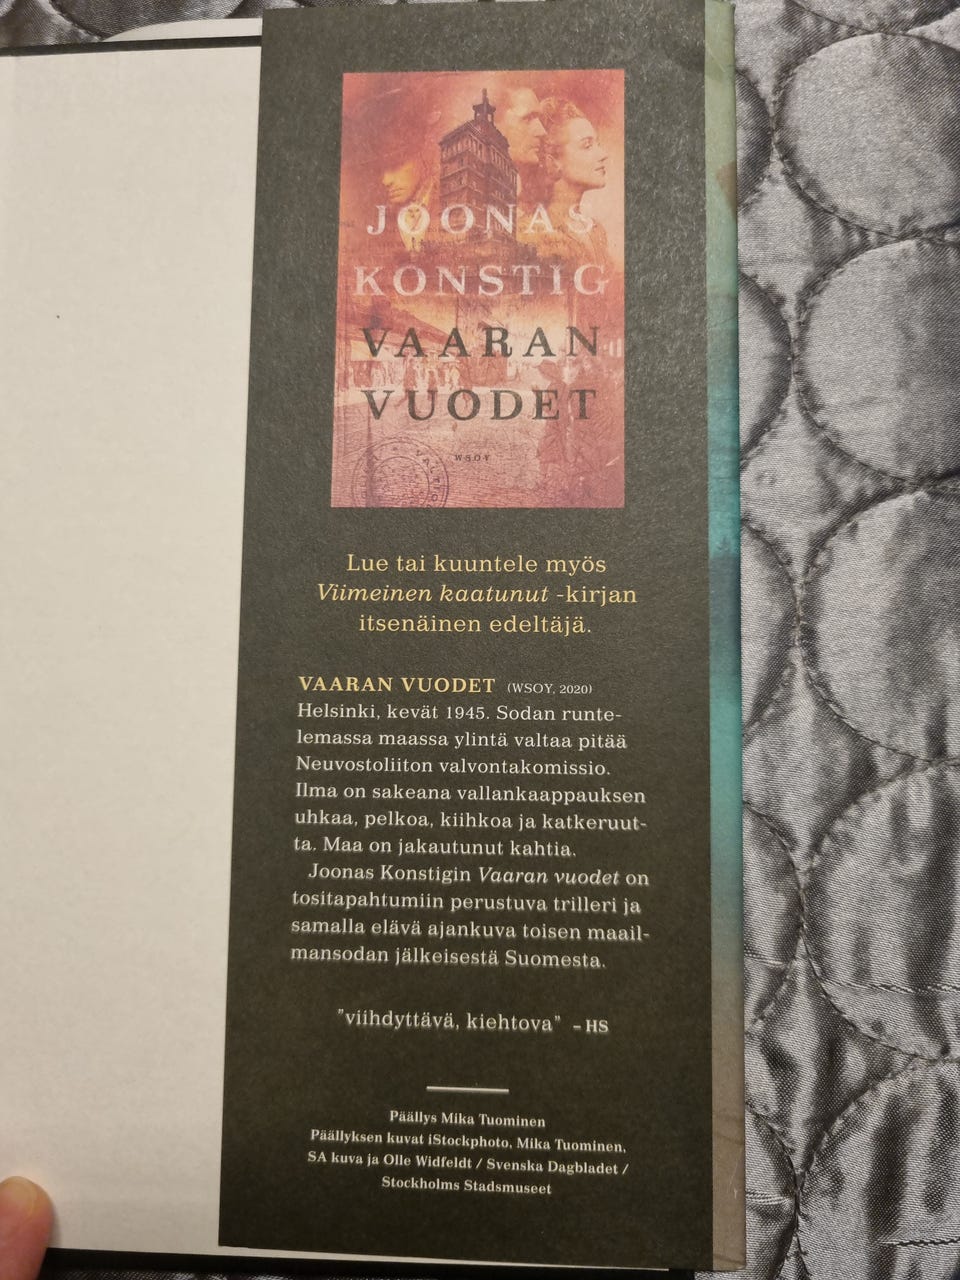 JOONAS
KONSTIG
VAARAN
VUODET
WSOY
Lue tai kuuntele myös
Viimeinen kaatunut -kirjan
itsenäinen edeltäjä.
VAARAN VUODET (WSOY, 2020)
Helsinki, kevät 1945. Sodan runte-
lemassa maassa ylintä valtaa pitää
Neuvostoliiton valvontakomissio.
Ilma on sakeana vallankaappauksen
uhkaa, pelkoa, kiihkoa ja katkeruut-
ta. Maa on jakautunut kahtia.
Joonas Konstigin Vaaran vuodet on
tositapahtumiin perustuva trilleri ja
samalla elävä ajankuva toisen maail-
mansodan jälkeisestä Suomesta.
"viihdyttävä, kiehtova" – HS
Päällys Mika Tuominen
Päällyksen kuvat iStockphoto, Mika Tuominen,
SA kuva ja Olle Widfeldt / Svenska Dagbladet /
Stockholms Stadsmuseet